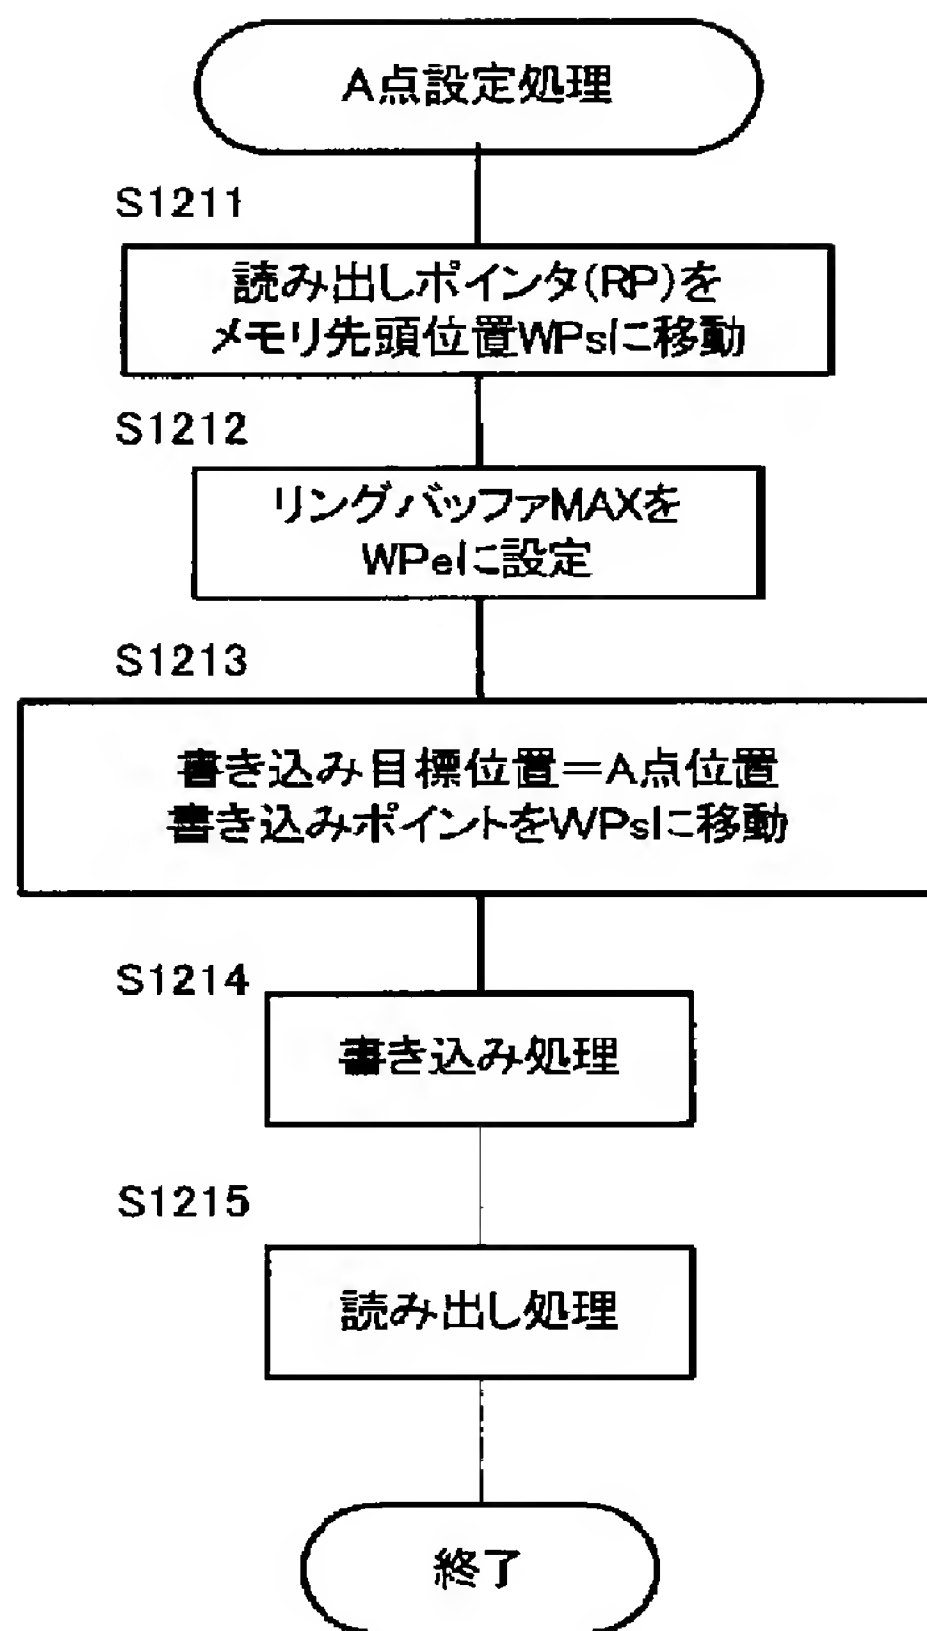 A点設定処理
S1211
読み出しポインタ(RP)を
メモリ先頭位置WPsに移動
S1212
リングバッファMAXを
WPeに設定
S1213
書き込み目標位置＝A点位置
書き込みポイントをWPsに移動
S1214
書き込み処理
S1215
読み出し処理
終了